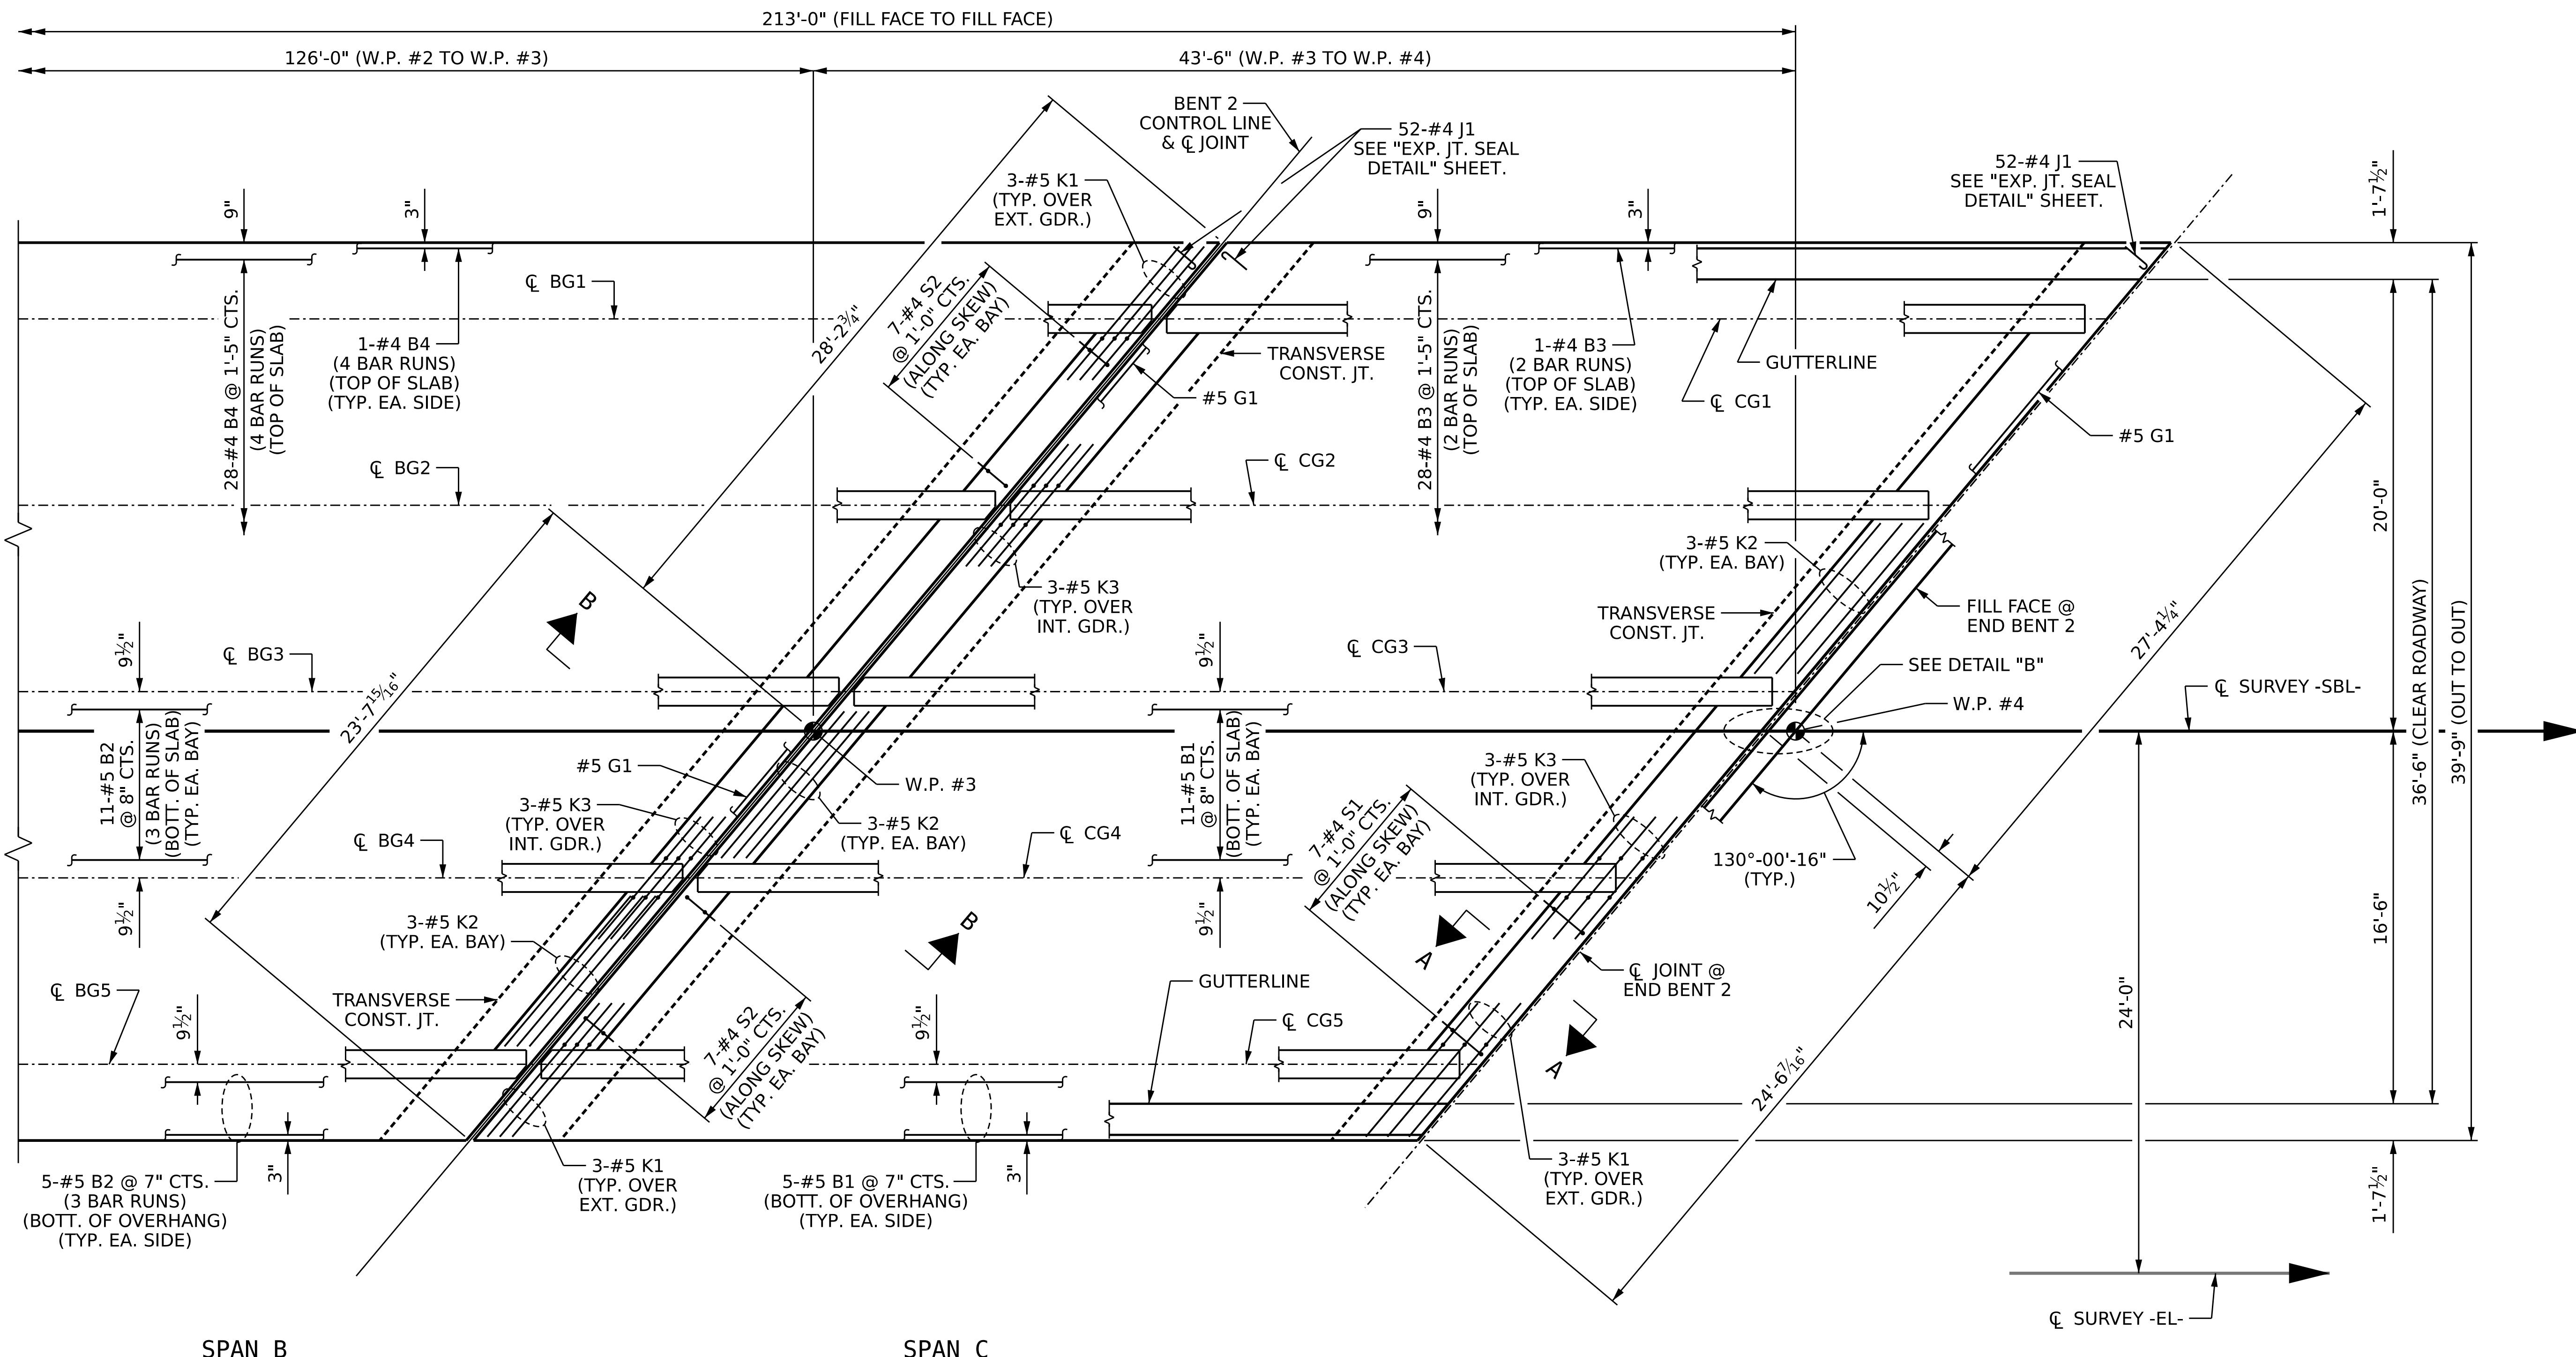 213'-0" (FILL FACE TO FILL FACE)
126'-0" (W.P. #2 TO W.P. #3)
43'-6" (W.P. #3 TO W.P. #4)
BENT 2
CONTROL LINE
& ℄ JOINT
52-#4 J1
SEE "EXP. JT. SEAL
DETAIL" SHEET.
52-#4 J1
SEE "EXP. JT. SEAL
DETAIL" SHEET.
3-#5 K1
(TYP. OVER
EXT. GDR.)
9"
3"
9"
3"
1'-7½"
℄ BG1
28'-2¾"
7-#4 S2
@ 1'-0" CTS.
(ALONG SKEW)
(TYP. EA. BAY)
28-#4 B4 @ 1'-5" CTS.
(4 BAR RUNS)
(TOP OF SLAB)
1-#4 B4
(4 BAR RUNS)
(TOP OF SLAB)
(TYP. EA. SIDE)
TRANSVERSE
CONST. JT.
#5 G1
28-#4 B3 @ 1'-5" CTS.
(2 BAR RUNS)
(TOP OF SLAB)
1-#4 B3
(2 BAR RUNS)
(TOP OF SLAB)
(TYP. EA. SIDE)
GUTTERLINE
℄ CG1
#5 G1
℄ BG2
℄ CG2
20'-0"
3-#5 K2
(TYP. EA. BAY)
3-#5 K3
(TYP. OVER
INT. GDR.)
B
TRANSVERSE
CONST. JT.
FILL FACE @
END BENT 2
27'-4¼"
36'-6" (CLEAR ROADWAY)
39'-9" (OUT TO OUT)
9½"
℄ BG3
9½"
℄ CG3
SEE DETAIL "B"
W.P. #4
℄ SURVEY -SBL-
23'-7¹⁵⁄₁₆"
11-#5 B2
@ 8" CTS.
(3 BAR RUNS)
(BOTT. OF SLAB)
(TYP. EA. BAY)
#5 G1
W.P. #3
11-#5 B1
@ 8" CTS.
(BOTT. OF SLAB)
(TYP. EA. BAY)
3-#5 K3
(TYP. OVER
INT. GDR.)
3-#5 K3
(TYP. OVER
INT. GDR.)
3-#5 K2
(TYP. EA. BAY)
℄ BG4
℄ CG4
7-#4 S1
@ 1'-0" CTS.
(ALONG SKEW)
(TYP. EA. BAY)
130°-00'-16"
(TYP.)
10½"
16'-6"
9½"
3-#5 K2
(TYP. EA. BAY)
B
9½"
A
℄ JOINT @
END BENT 2
24'-0"
℄ BG5
TRANSVERSE
CONST. JT.
GUTTERLINE
9½"
9½"
℄ CG5
7-#4 S2
@ 1'-0" CTS.
(ALONG SKEW)
(TYP. EA. BAY)
A
24'-6⁷⁄₁₆"
5-#5 B2 @ 7" CTS.
(3 BAR RUNS)
(BOTT. OF OVERHANG)
(TYP. EA. SIDE)
3"
3-#5 K1
(TYP. OVER
EXT. GDR.)
5-#5 B1 @ 7" CTS.
(BOTT. OF OVERHANG)
(TYP. EA. SIDE)
3"
3-#5 K1
(TYP. OVER
EXT. GDR.)
1'-7½"
℄ SURVEY -EL-
SPAN B
SPAN C